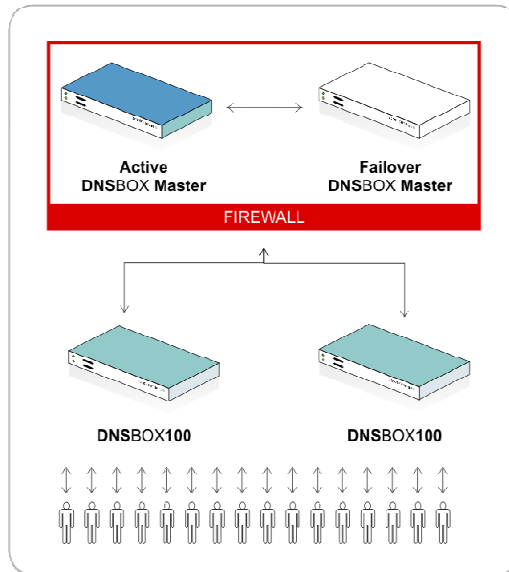 Active
DNSBOX Master
Failover
DNSBOX Master
FIREWALL
DNSBOX100
DNSBOX100